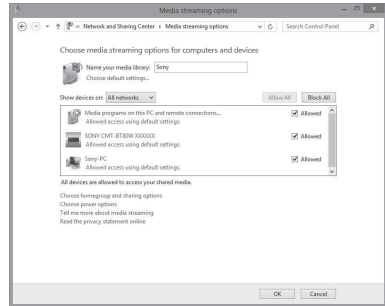 Media streaming options
« Network and Sharing Center ▸ Media streaming options
Search Control Panel
Choose media streaming options for computers and devices
Name your media library: Sony
Choose default settings...
Show devices on: All networks
Allow All
Block All
Media programs on this PC and remote connections...
Allowed access using default settings.
Allowed
SONY CMT-BT80W XXXXXX
Allowed access using default settings.
Allowed
Sony-PC
Allowed access using default settings.
Allowed
All devices are allowed to access your shared media.
Choose homegroup and sharing options
Choose power options
Tell me more about media streaming
Read the privacy statement online
OK
Cancel